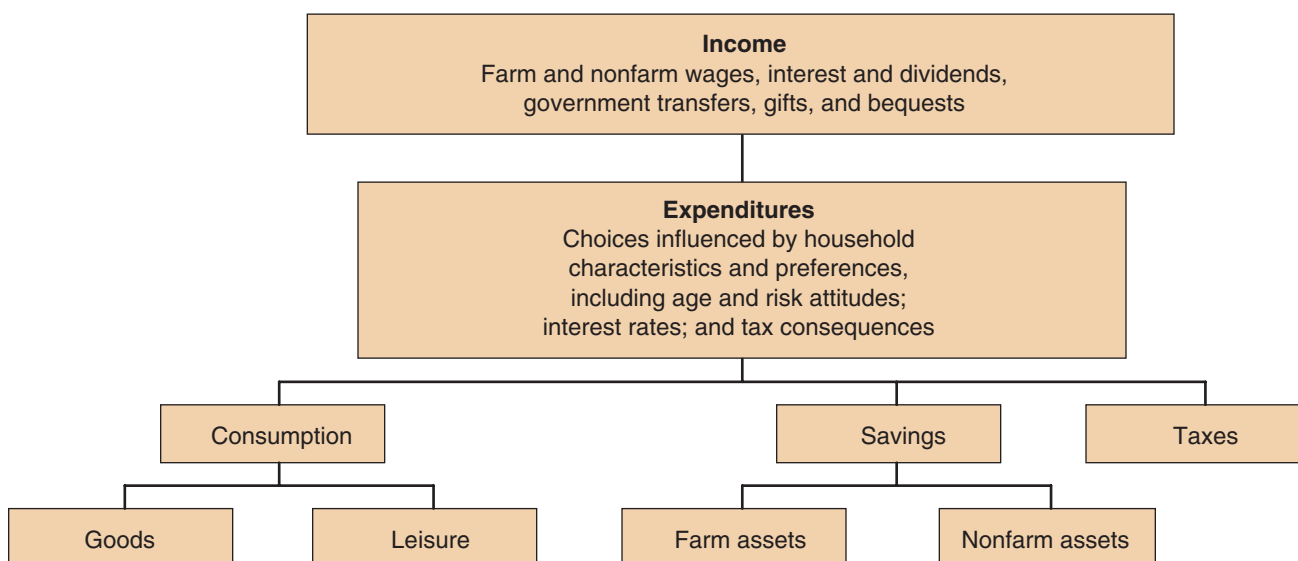 Income
Farm and nonfarm wages, interest and dividends,
government transfers, gifts, and bequests
Expenditures
Choices influenced by household
characteristics and preferences,
including age and risk attitudes;
interest rates; and tax consequences
Consumption
Savings
Taxes
Goods
Leisure
Farm assets
Nonfarm assets